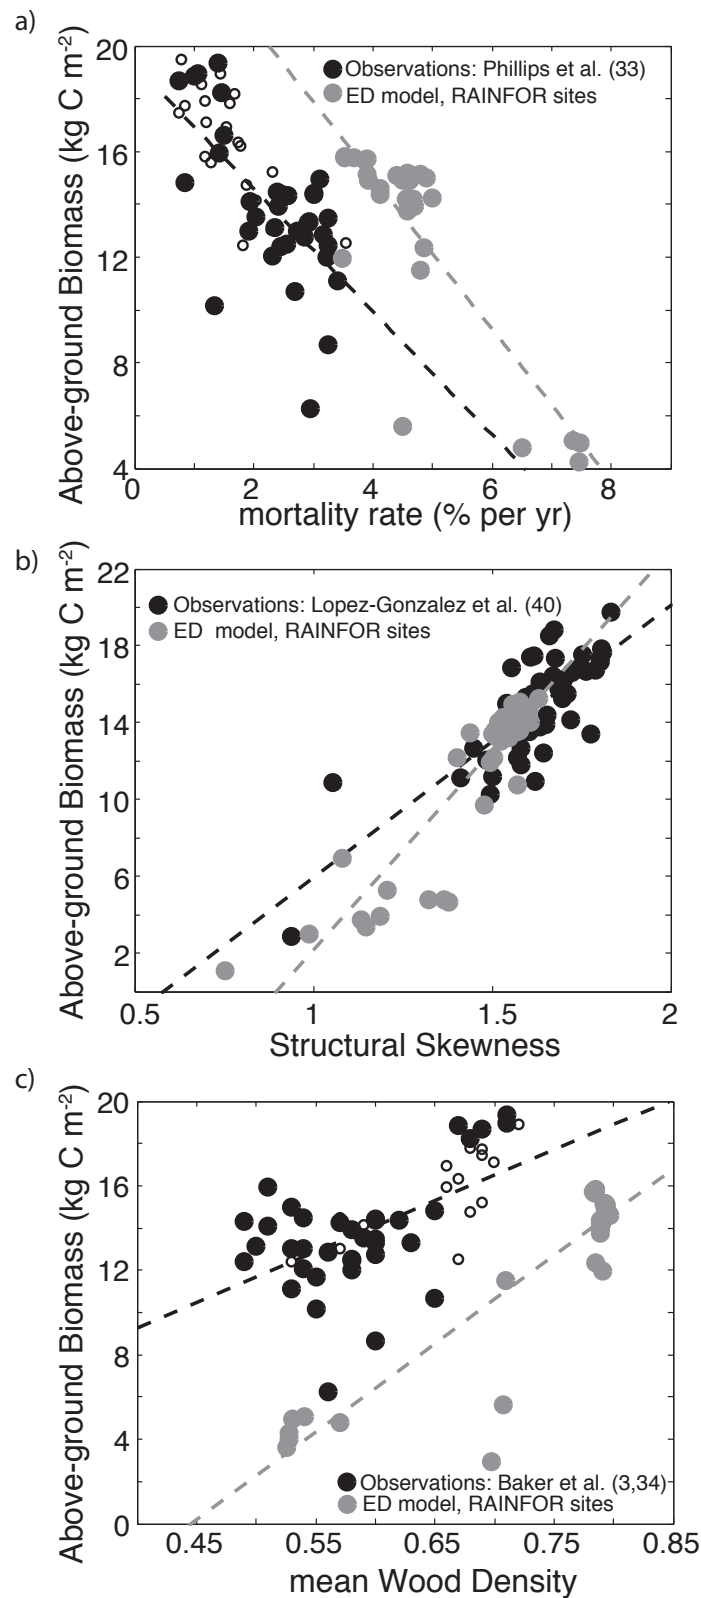 a)
20
16
12
8
4
Above-ground Biomass (kg C m-2)
Observations: Phillips et al. (33)
ED model, RAINFOR sites
0 2 4 6 8
mortality rate (% per yr)
b)
22
18
14
10
6
2
Above-ground Biomass (kg C m-2)
Observations: Lopez-Gonzalez et al. (40)
ED model, RAINFOR sites
0.5 1 1.5 2
Structural Skewness
c)
20
16
12
8
4
0
Above-ground Biomass (kg C m-2)
Observations: Baker et al. (3,34)
ED model, RAINFOR sites
0.45 0.55 0.65 0.75 0.85
mean Wood Density